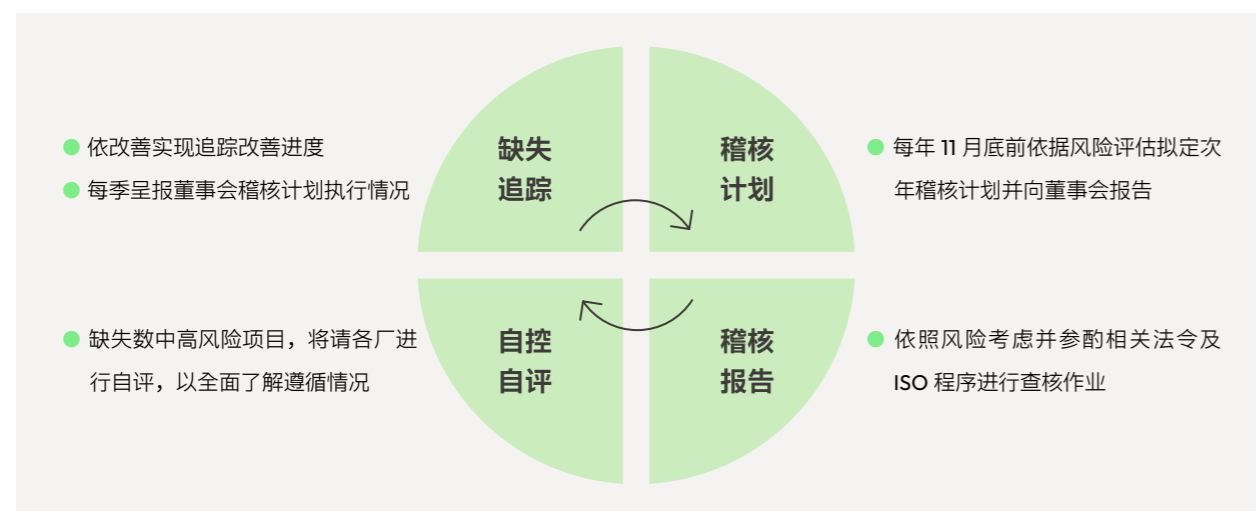 依改善实现追踪改善进度
每季呈报董事会稽核计划执行情况
缺失
追踪
稽核
计划
每年 11 月底前依据风险评估拟定次
年稽核计划并向董事会报告
缺失数中高风险项目，将请各厂进
行自评，以全面了解遵循情况
自控
自评
稽核
报告
依照风险考虑并参酌相关法令及
ISO 程序进行查核作业